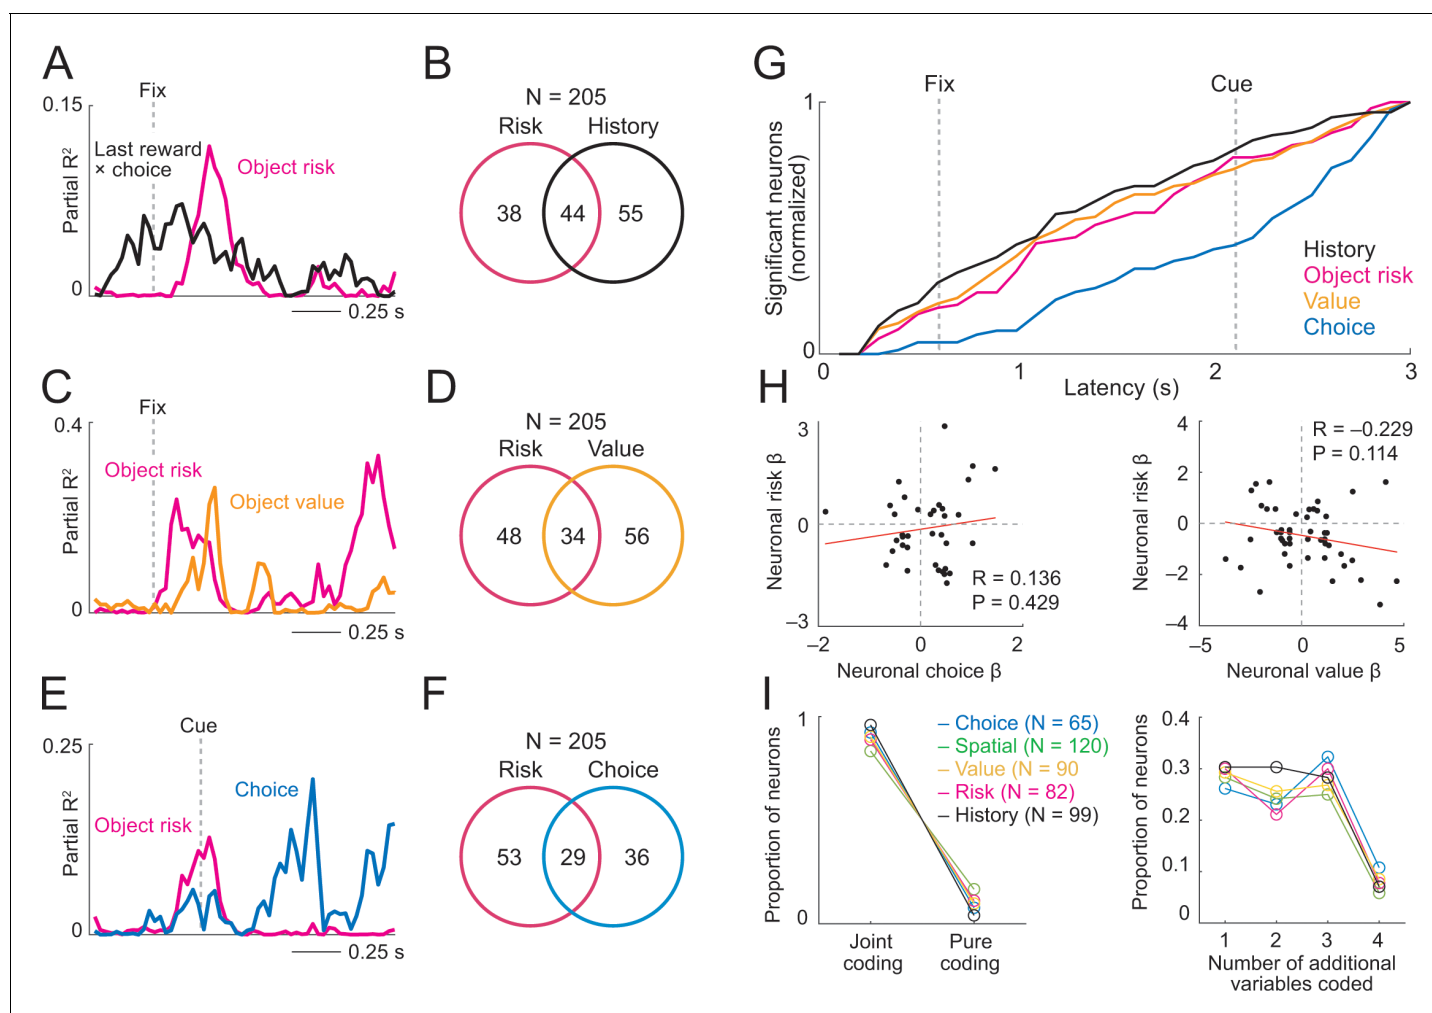 A
Fix
0.15
Partial R²
Last reward
× choice
Object risk
0
0.25 s
B
N = 205
Risk
History
38
44
55
C
Fix
0.4
Partial R²
Object risk
Object value
0
0.25 s
D
N = 205
Risk
Value
48
34
56
E
Cue
0.25
Partial R²
Choice
Object risk
0
0.25 s
F
N = 205
Risk
Choice
53
29
36
G
Fix
Cue
1
Significant neurons
(normalized)
0
History
Object risk
Value
Choice
0
1
2
3
Latency (s)
H
3
0
–3
Neuronal risk β
R = 0.136
P = 0.429
–2
0
2
Neuronal choice β
4
2
0
–2
–4
Neuronal risk β
R = –0.229
P = 0.114
–5
0
5
Neuronal value β
I
1
0
Proportion of neurons
– Choice (N = 65)
– Spatial (N = 120)
– Value (N = 90
– Risk (N = 82)
– History (N = 99)
Joint
coding
Pure
coding
0.4
0.3
0.2
0.1
0
Proportion of neurons
1
2
3
4
Number of additional
variables coded